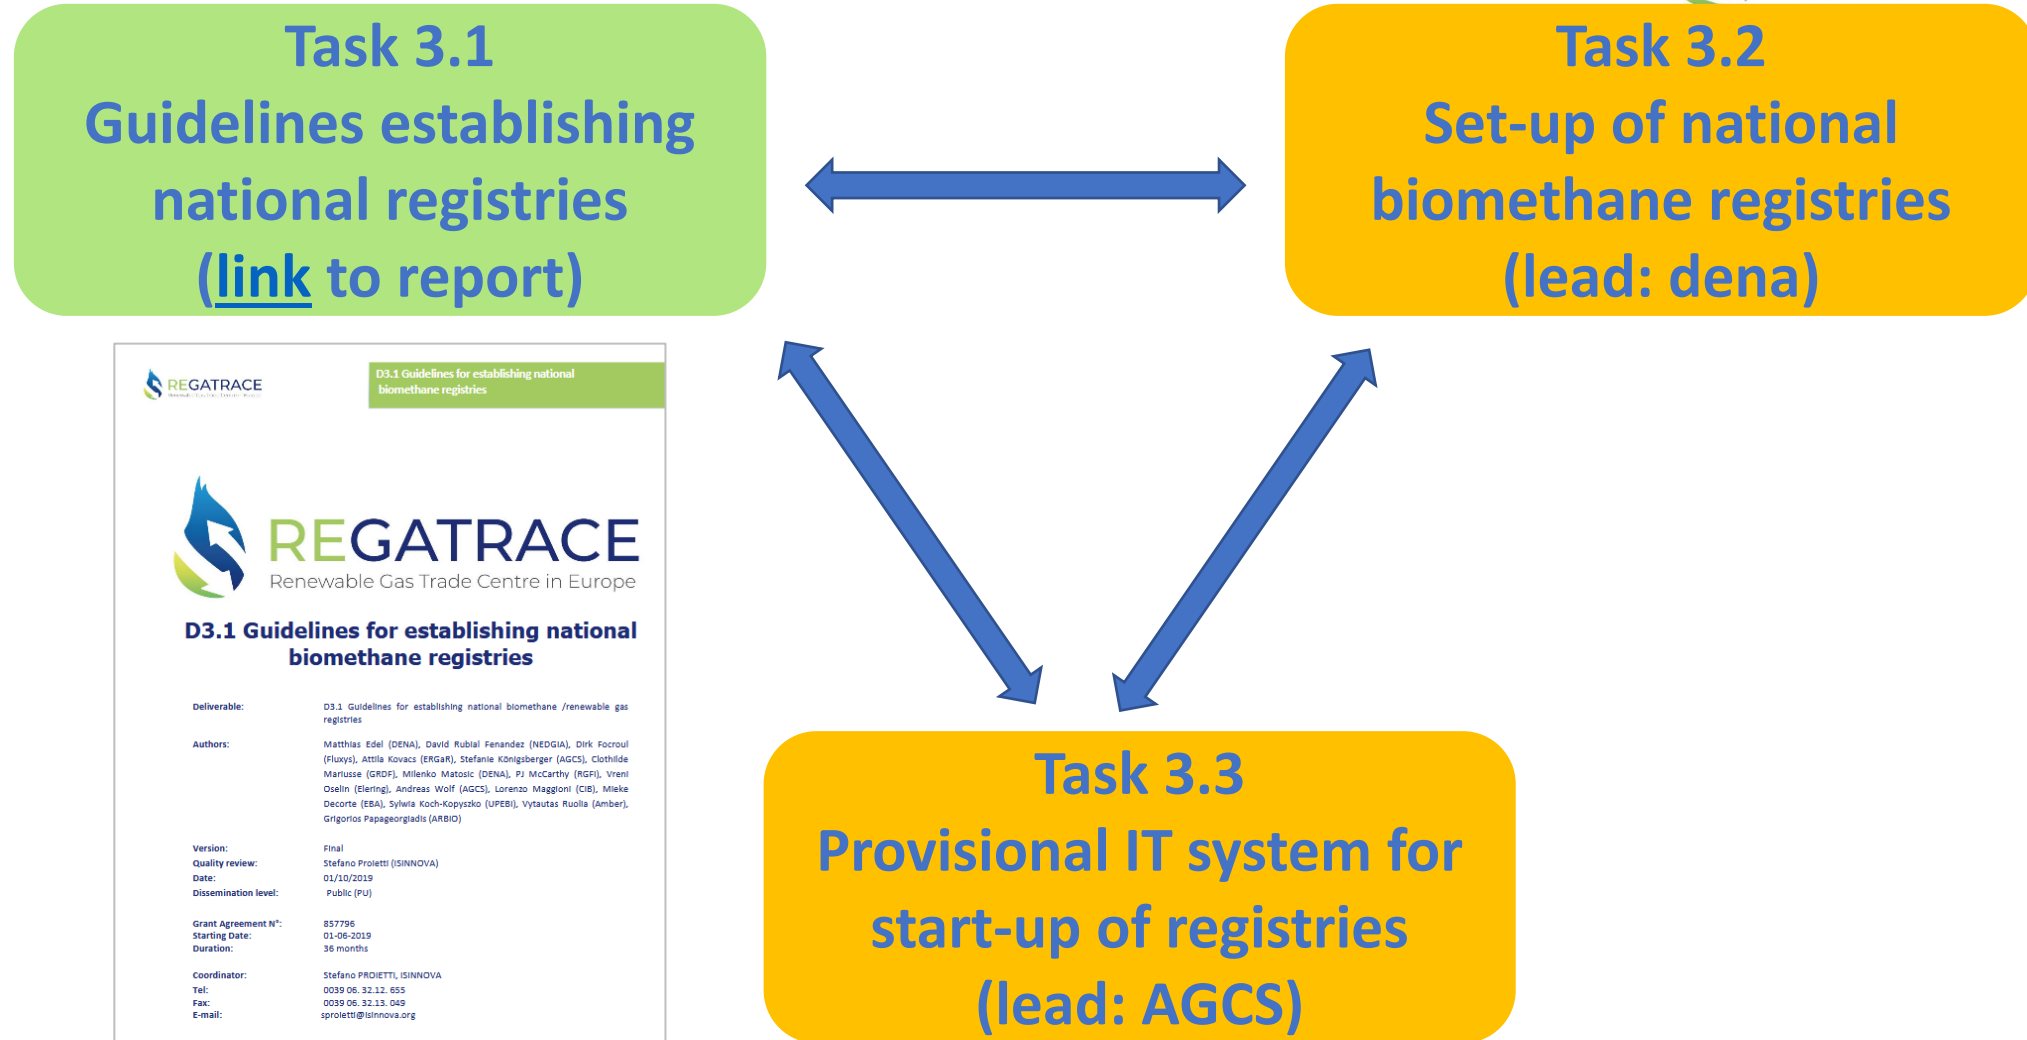 Task 3.1
Guidelines establishing
national registries
(link to report)
Task 3.2
Set-up of national
biomethane registries
(lead: dena)
REGATRACE
D3.1 Guidelines for establishing national
biomethane registries
REGATRACE
Renewable Gas Trade Centre in Europe
D3.1 Guidelines for establishing national
biomethane registries
Deliverable: D3.1 Guidelines for establishing national biomethane /renewable gas
registries
Authors: Matthias Edel (DENA), David Rubial Fenandez (NEDGIA), Dirk Focroul
(Fluxys), Attila Kovacs (ERGaR), Stefanie Königsberger (AGCS), Clothilde
Mariusse (GRDF), Milenko Matosic (DENA), PJ McCarthy (RGFI), Vreni
Oselin (Elering), Andreas Wolf (AGCS), Lorenzo Maggioni (CIB), Mieke
Decorte (EBA), Sylwia Koch-Kopyszko (UPEBI), Vytautas Ruolia (Amber),
Grigorios Papageorgiadis (ARBIO)
Version: Final
Quality review: Stefano Proietti (ISINNOVA)
Date: 01/10/2019
Dissemination level: Public (PU)
Grant Agreement N°: 857796
Starting Date: 01-06-2019
Duration: 36 months
Coordinator: Stefano PROIETTI, ISINNOVA
Tel: 0039 06. 32.12. 655
Fax: 0039 06. 32.13. 049
E-mail: sproietti@isinnova.org
Task 3.3
Provisional IT system for
start-up of registries
(lead: AGCS)